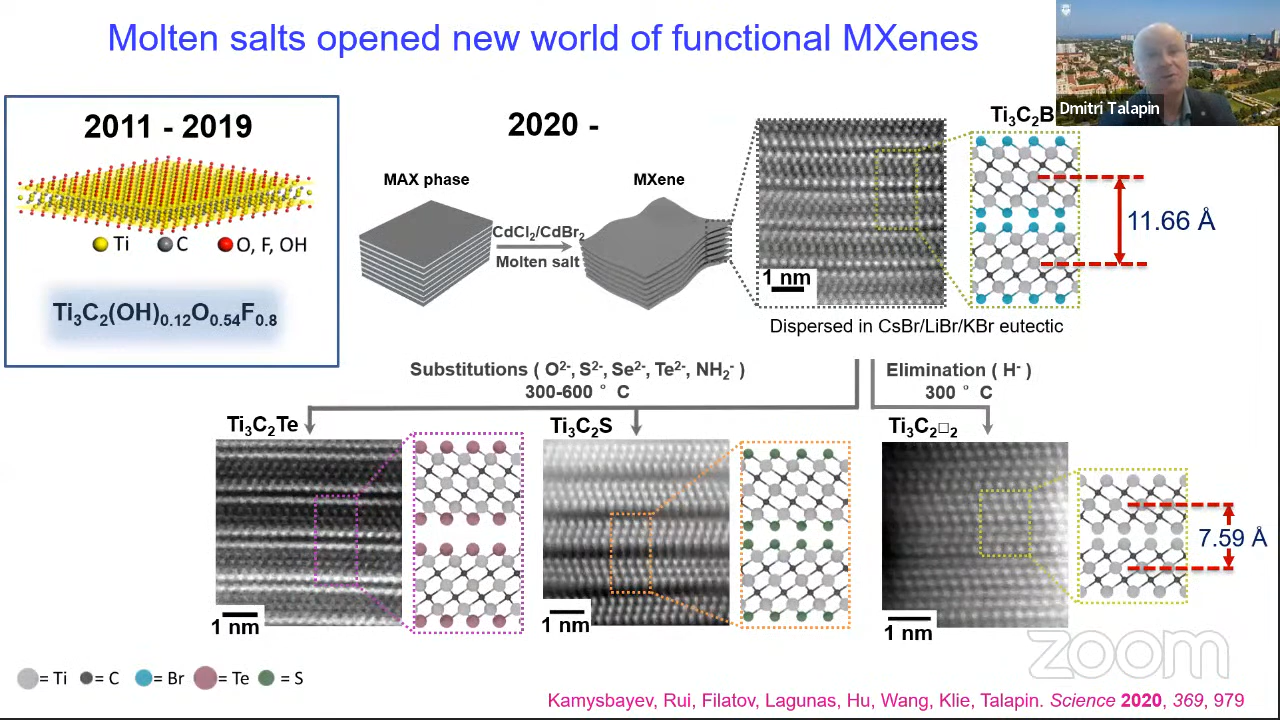 Molten salts opened new world of functional MXenes
Dmitri Talapin
2011 - 2019
Ti C O, F, OH
Ti₃C₂(OH)₀.₁₂O₀.₅₄F₀.₈
2020 -
MAX phase
CdCl₂/CdBr₂
Molten salt
MXene
1 nm
Ti₃C₂B
11.66 Å
Dispersed in CsBr/LiBr/KBr eutectic
Substitutions ( O²⁻, S²⁻, Se²⁻, Te²⁻, NH₂⁻ )
300-600 ° C
Elimination ( H⁻ )
300 ° C
Ti₃C₂Te
1 nm
Ti₃C₂S
1 nm
Ti₃C₂□₂
1 nm
7.59 Å
zoom
= Ti = C = Br = Te = S
Kamysbayev, Rui, Filatov, Lagunas, Hu, Wang, Klie, Talapin. Science 2020, 369, 979